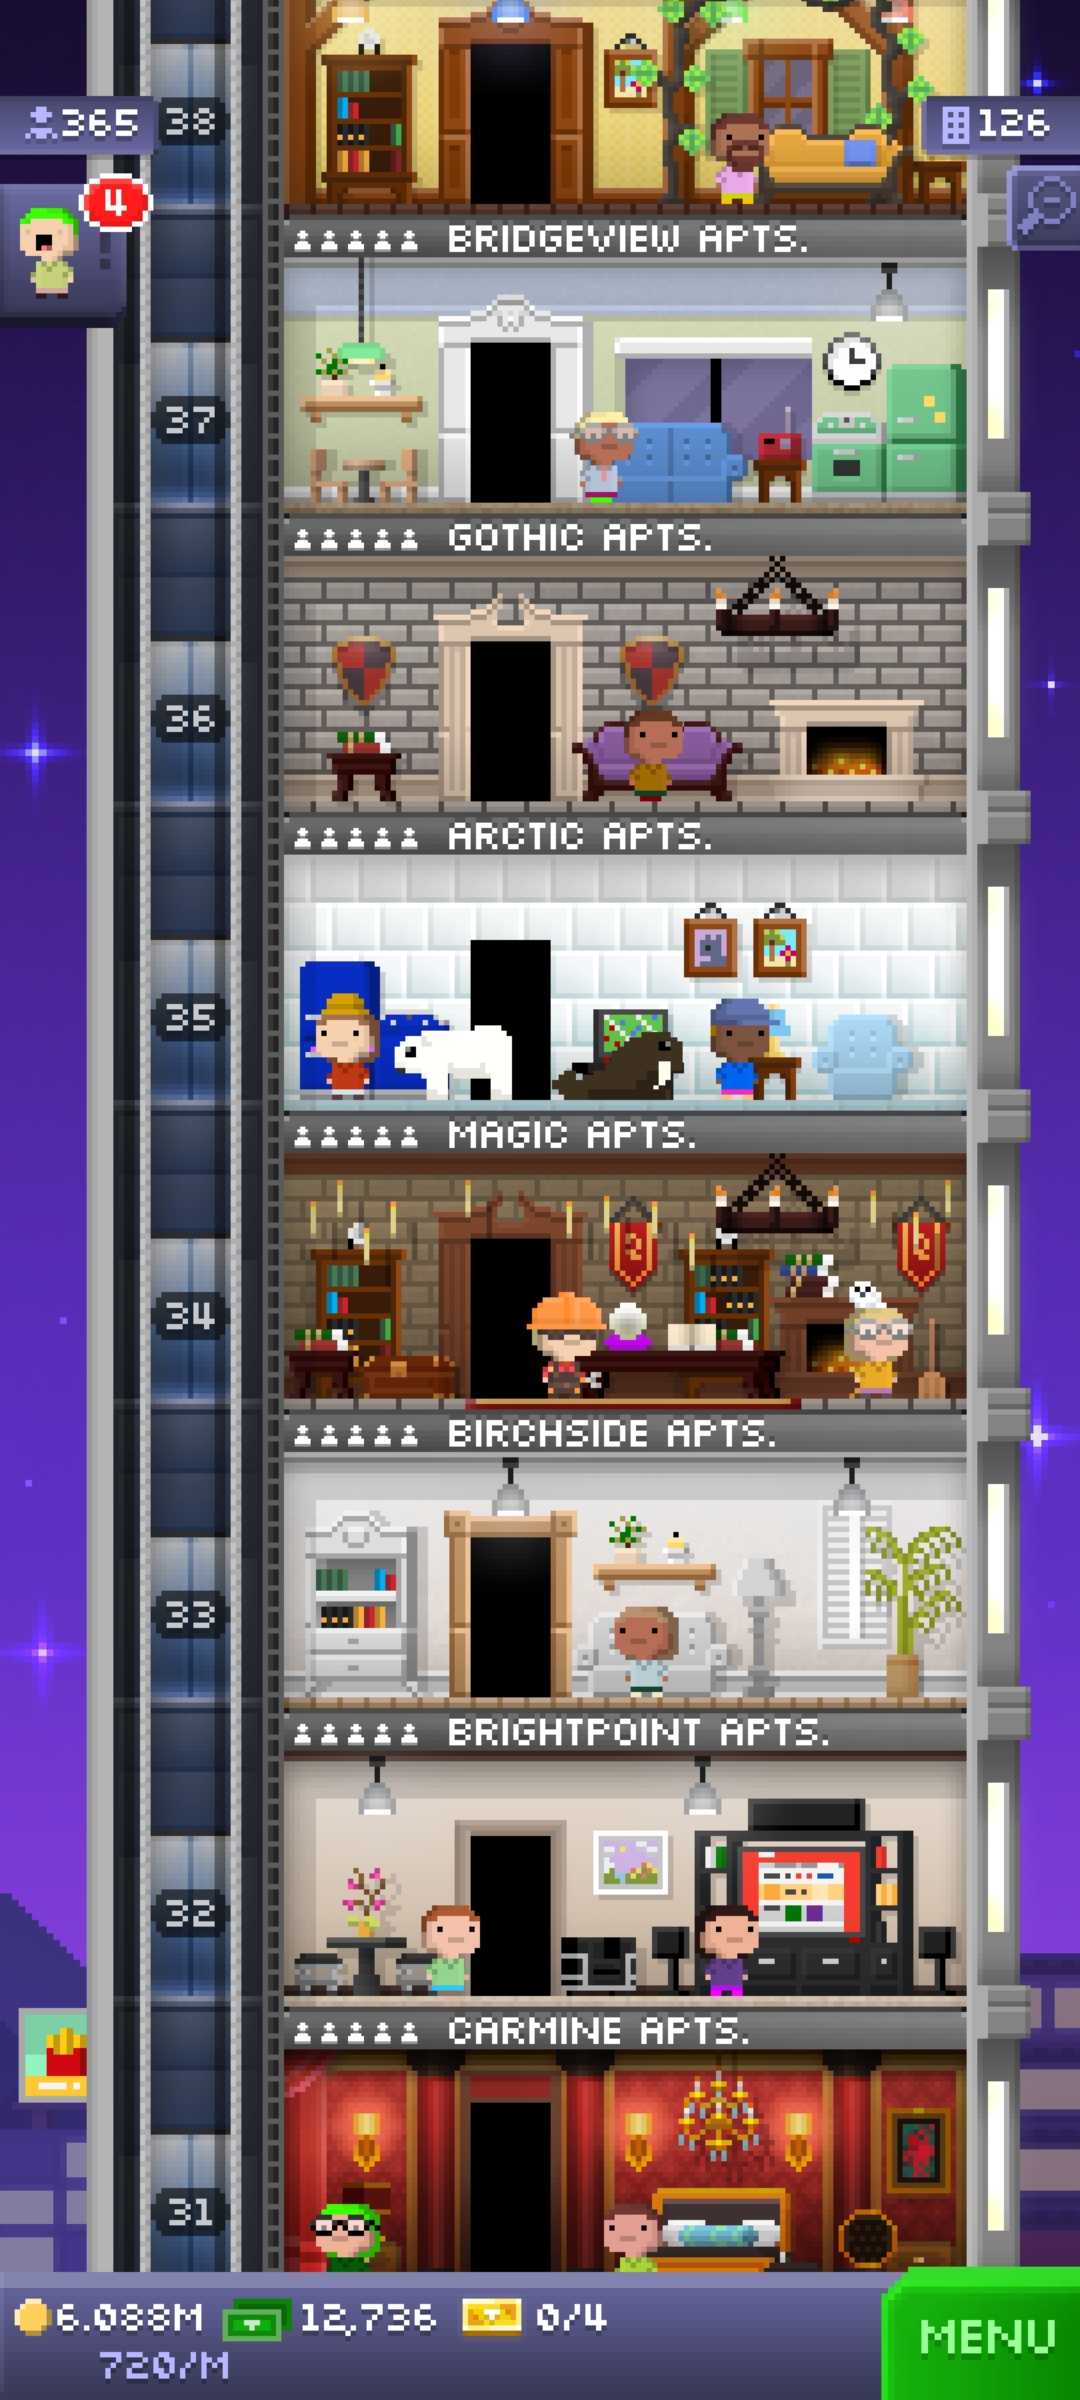 365
38
126
4
BRIDGEVIEW APTS.
37
GOTHIC APTS.
36
ARCTIC APTS.
35
MAGIC APTS.
34
BIRCHSIDE APTS.
33
BRIGHTPOINT APTS.
32
CARMINE APTS.
31
6.088M 12,736 0/4
720/M
MENU